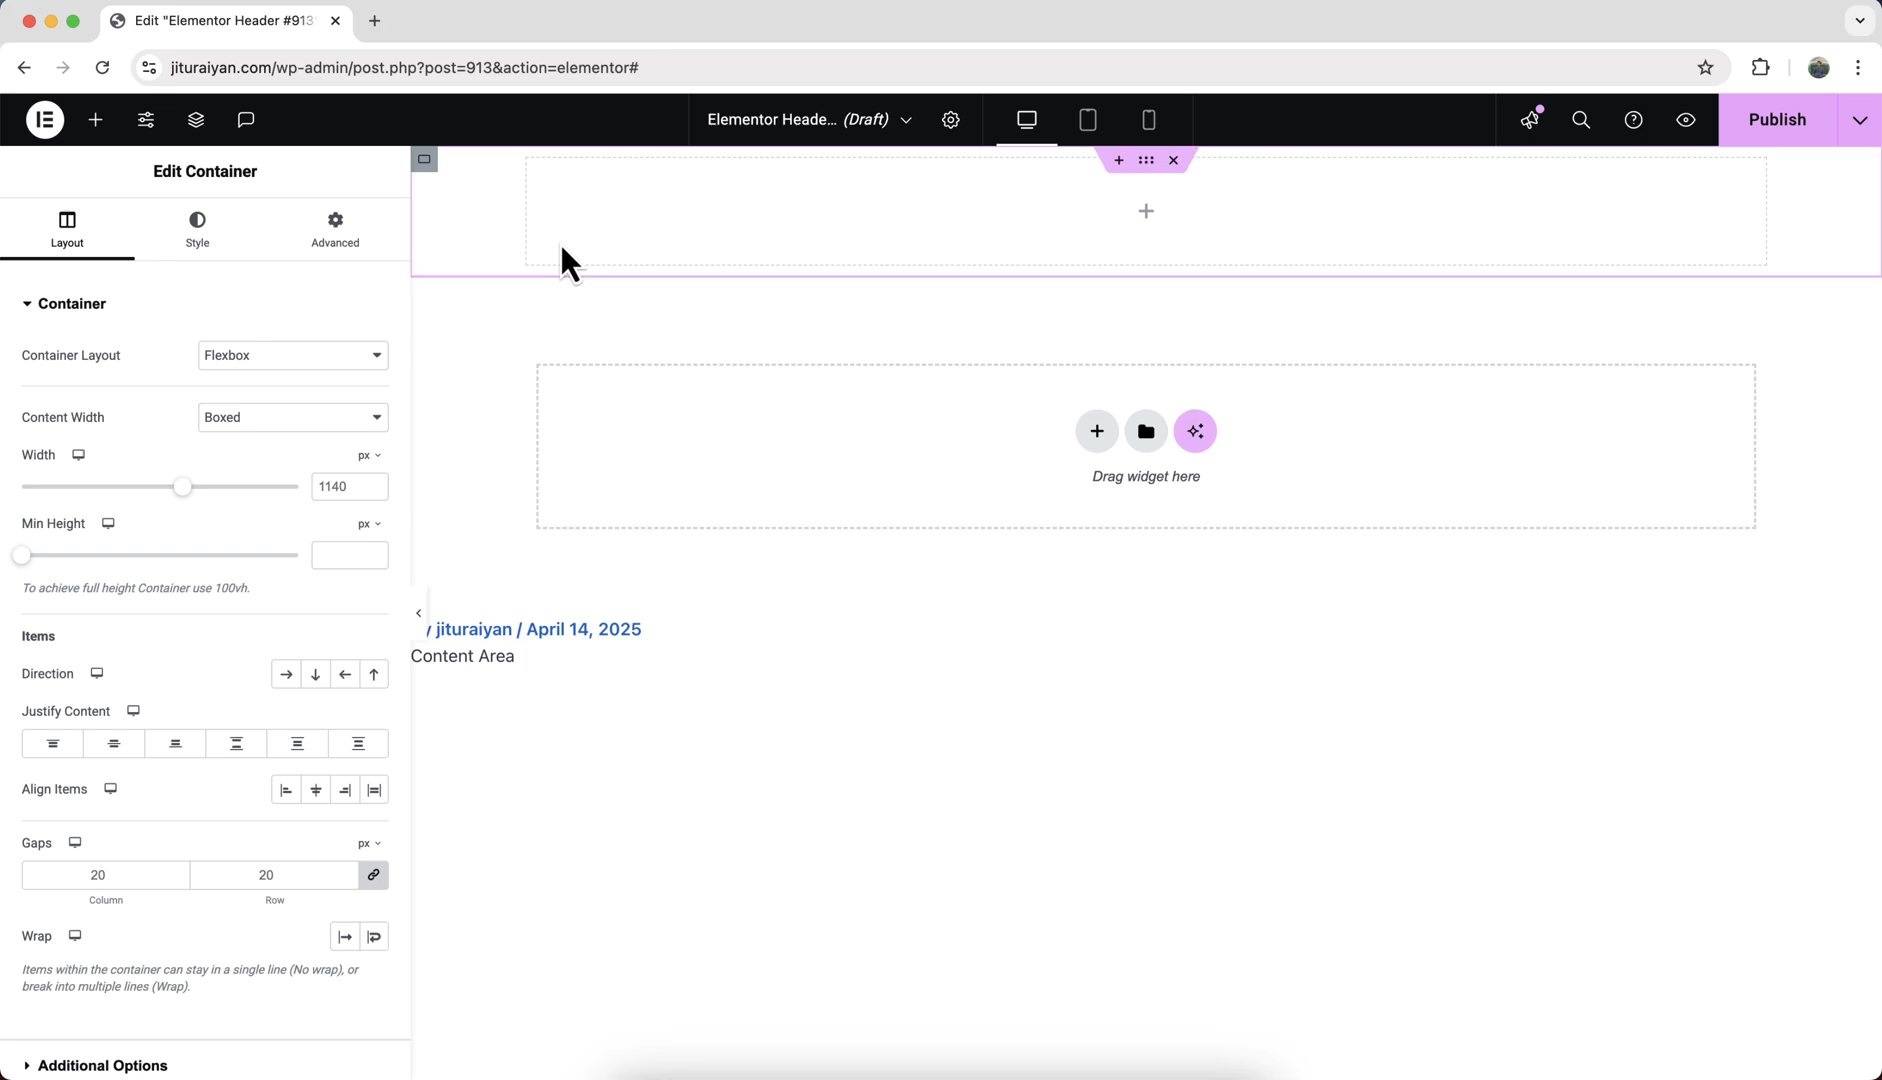 Edit "Elementor Header #913"
jituraiyan.com/wp-admin/post.php?post=913&action=elementor#
Elementor Heade... (Draft)
Publish
Edit Container
Layout
Style
Advanced
Container
Container Layout
Flexbox
Content Width
Boxed
Width
px
1140
Min Height
px
To achieve full height Container use 100vh.
Items
Direction
Justify Content
Align Items
Gaps
px
20
20
Column
Row
Wrap
Items within the container can stay in a single line (No wrap), or
break into multiple lines (Wrap).
Additional Options
Drag widget here
y jituraiyan / April 14, 2025
Content Area